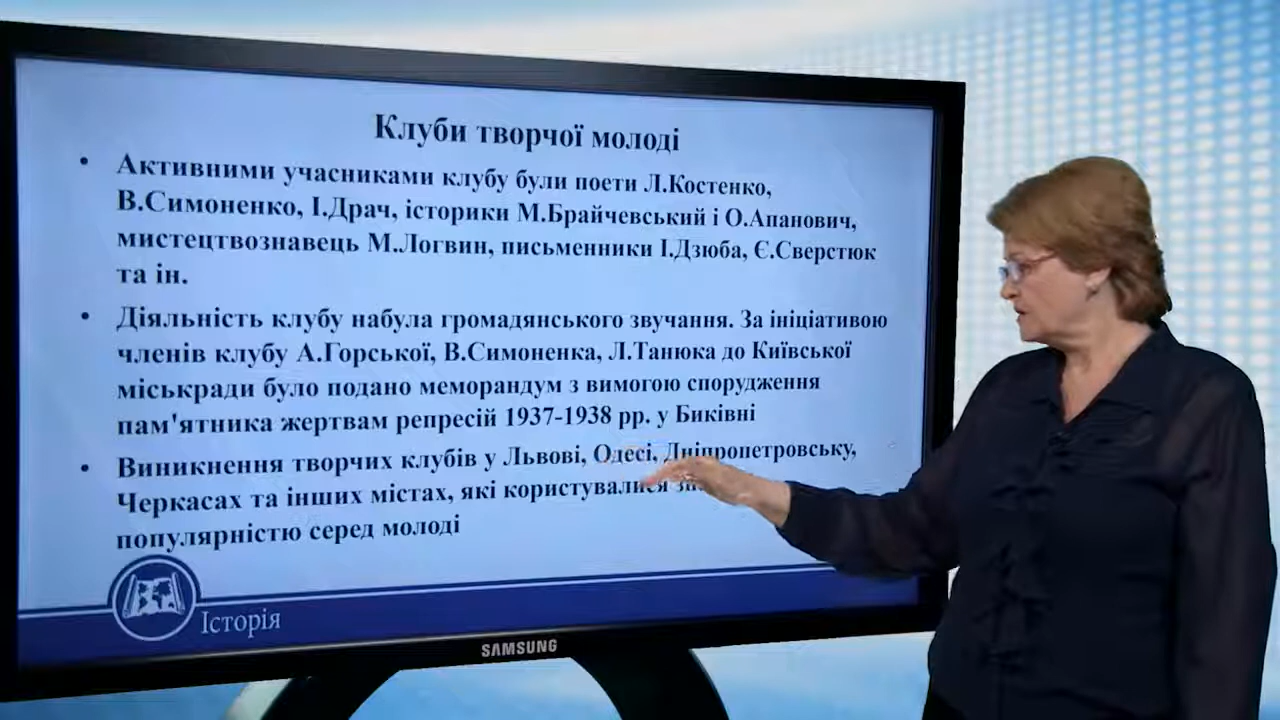 Клуби творчої молоді
• Активними учасниками клубу були поети Л.Костенко,
В.Симоненко, І.Драч, історики М.Брайчевський і О.Апанович,
мистецтвознавець М.Логвин, письменники І.Дзюба, Є.Сверстюк
та ін.
• Діяльність клубу набула громадянського звучання. За ініціативою
членів клубу А.Горської, В.Симоненка, Л.Танюка до Київської
міськради було подано меморандум з вимогою спорудження
пам'ятника жертвам репресій 1937-1938 рр. у Биківні
• Виникнення творчих клубів у Львові, Одесі, Дніпропетровську,
Черкасах та інших містах, які користувалися
популярністю серед молоді
Історія
SAMSUNG